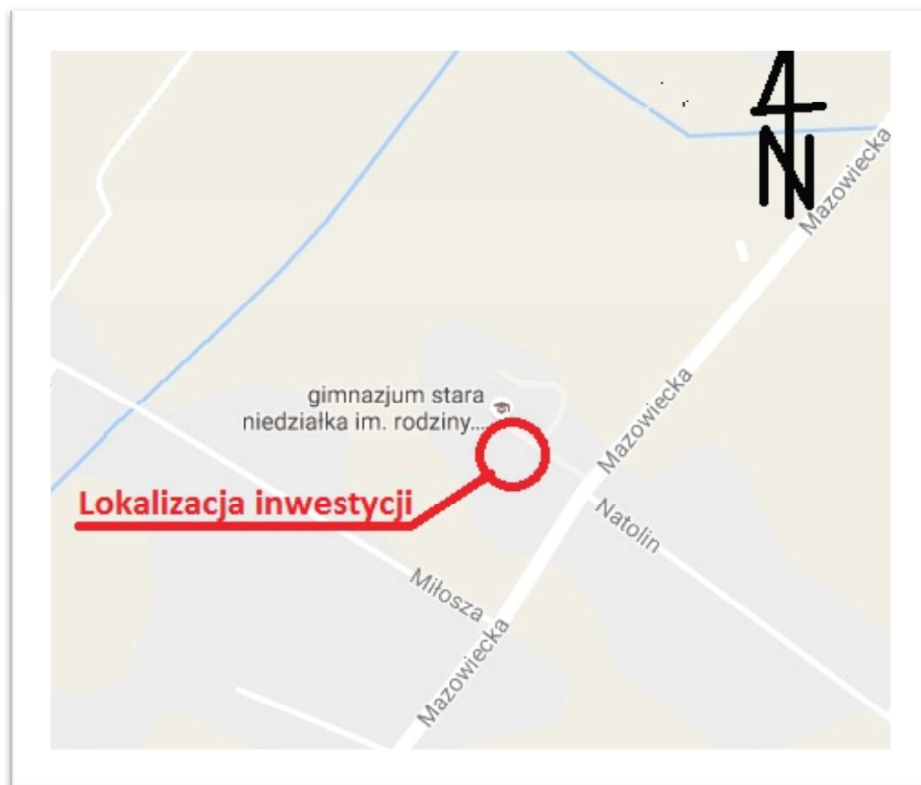 N
Mazowiecka
gimnazjum stara
niedziałka im. rodziny....
Mazowiecka
Lokalizacja inwestycji
Natolin
Miłosza
Mazowiecka